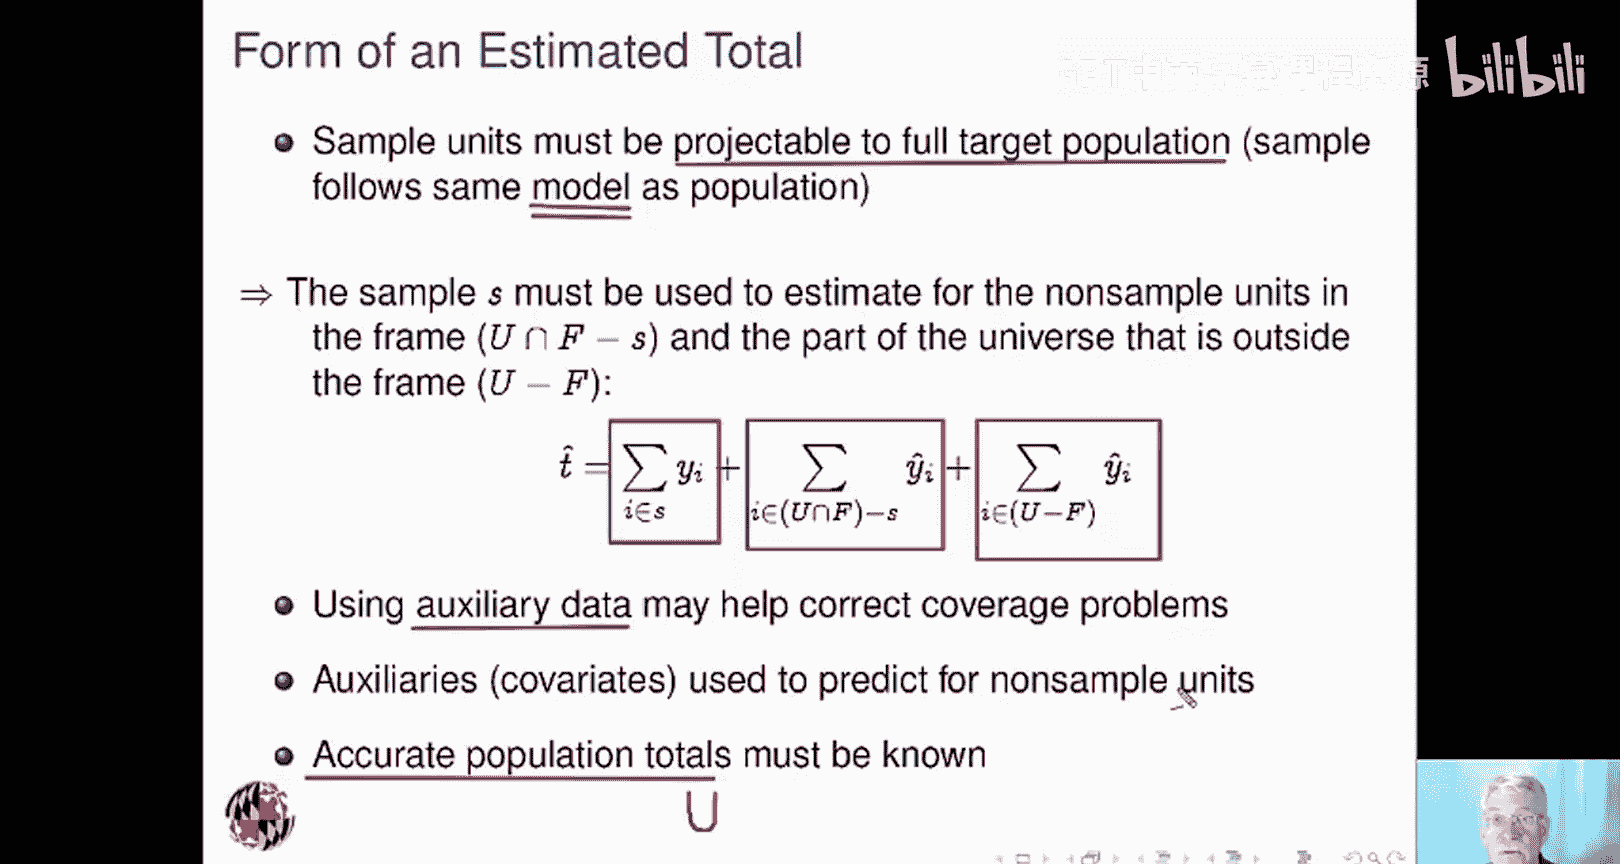 Form of an Estimated Total
bilibili
Sample units must be projectable to full target population (sample
follows same model as population)
⇒ The sample s must be used to estimate for the nonsample units in
the frame (U ∩ F − s) and the part of the universe that is outside
the frame (U − F):
t̂ = ∑ i∈s y_i + ∑ i∈(U∩F)−s ŷ_i + ∑ i∈(U−F) ŷ_i
Using auxiliary data may help correct coverage problems
Auxiliaries (covariates) used to predict for nonsample units
Accurate population totals must be known
U